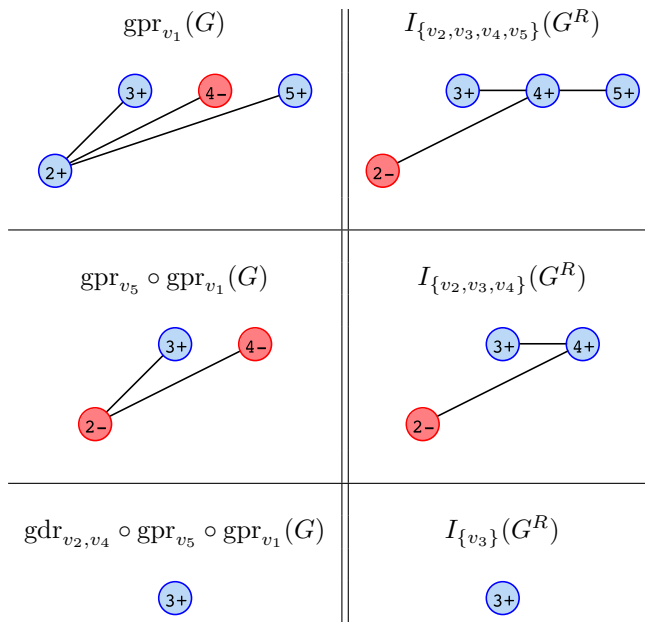 gpr_{v_1}(G) I_{\{v_2,v_3,v_4,v_5\}}(G^R)
3+ 4− 5+ 3+ 4+ 5+
2+ 2−
gpr_{v_5} ∘ gpr_{v_1}(G) I_{\{v_2,v_3,v_4\}}(G^R)
3+ 4− 3+ 4+
2− 2−
gdr_{v_2,v_4} ∘ gpr_{v_5} ∘ gpr_{v_1}(G) I_{\{v_3\}}(G^R)
3+ 3+